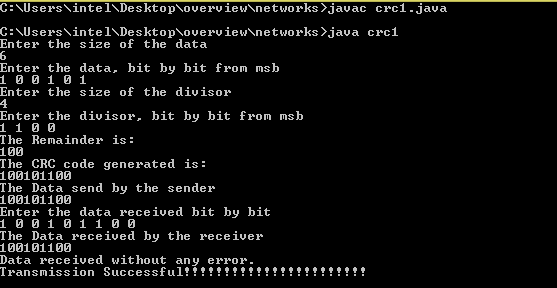 C:\Users\intel\Desktop\overview\networks>javac crc1.java
C:\Users\intel\Desktop\overview\networks>java crc1
Enter the size of the data
6
Enter the data, bit by bit from msb
1 0 0 1 0 1
Enter the size of the divisor
4
Enter the divisor, bit by bit from msb
1 1 0 0
The Remainder is:
100
The CRC code generated is:
100101100
The Data send by the sender
100101100
Enter the data received bit by bit
1 0 0 1 0 1 1 0 0
The Data received by the receiver
100101100
Data received without any error.
Transmission Successful!!!!!!!!!!!!!!!!!!!!!!!